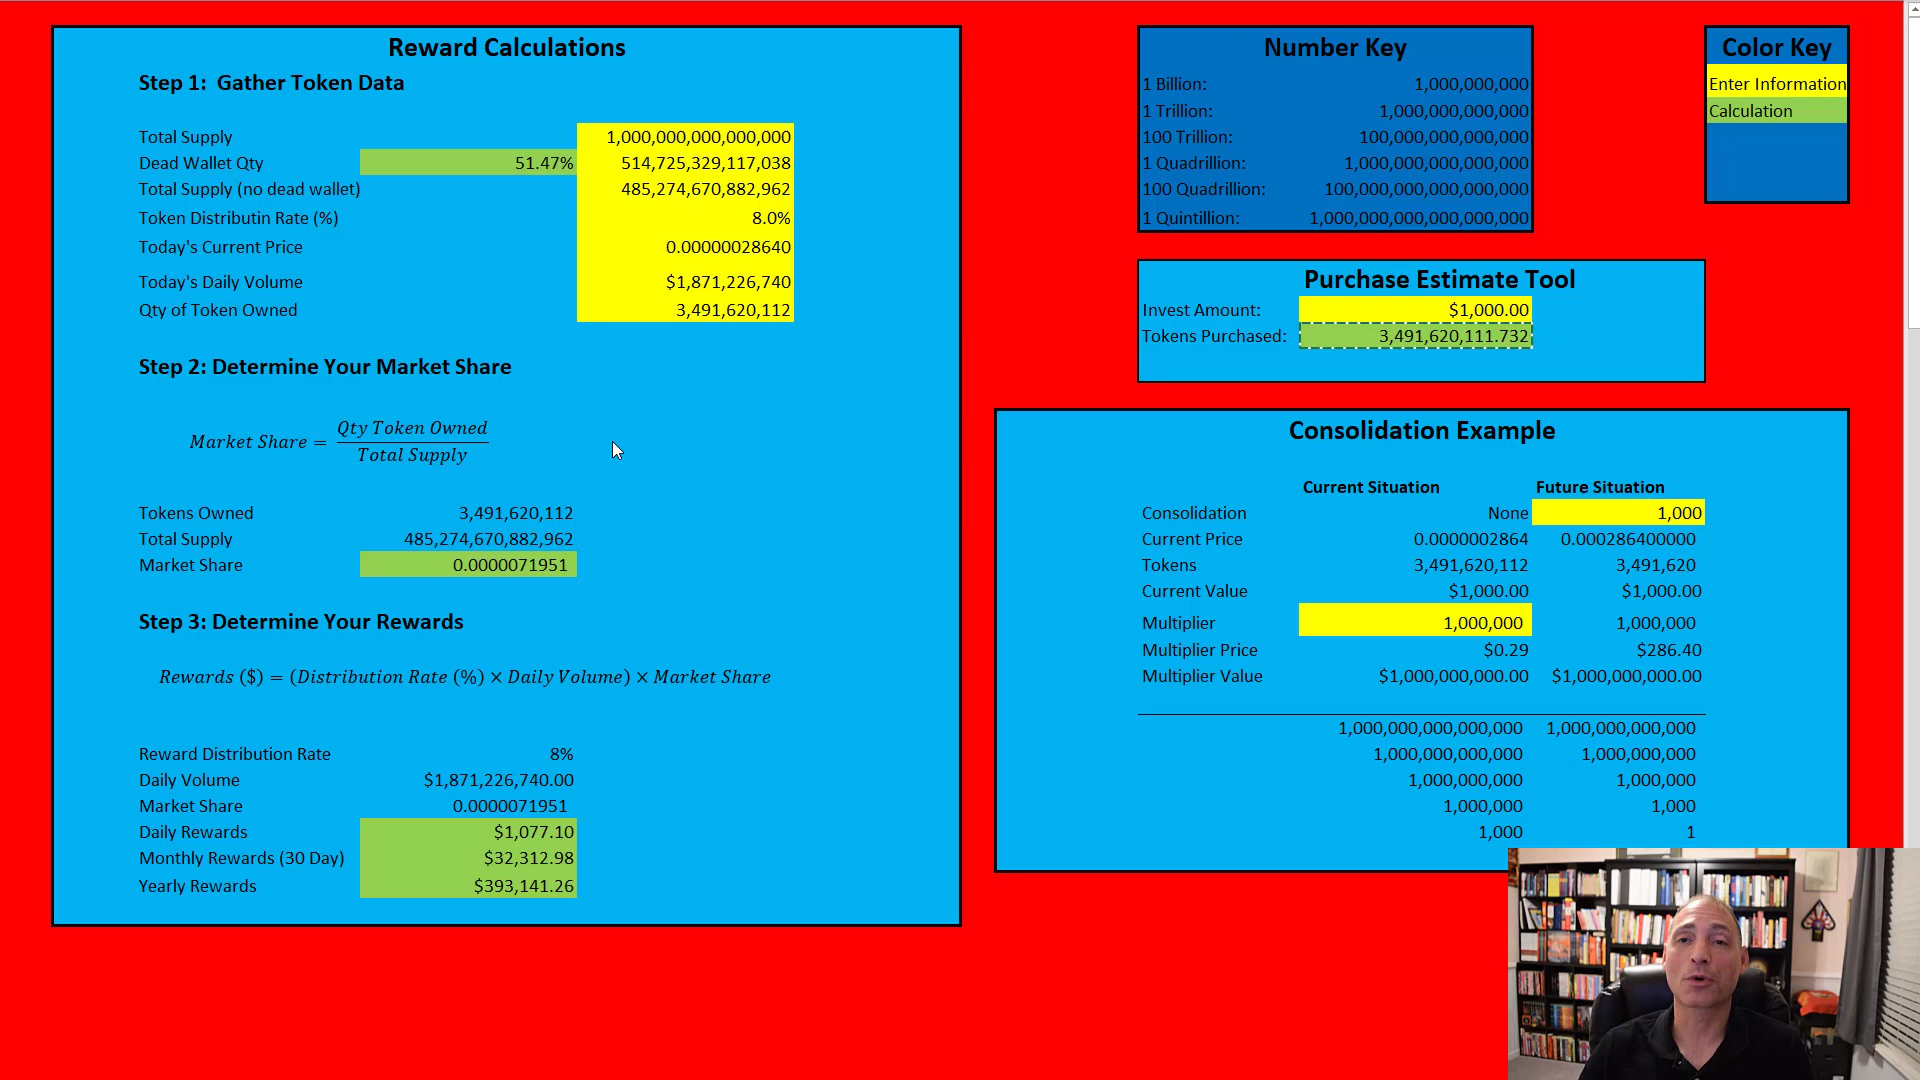 Reward Calculations
Step 1:  Gather Token Data
Total Supply 1,000,000,000,000,000
Dead Wallet Qty 51.47% 514,725,329,117,038
Total Supply (no dead wallet) 485,274,670,882,962
Token Distributin Rate (%) 8.0%
Today's Current Price 0.00000028640
Today's Daily Volume $1,871,226,740
Qty of Token Owned 3,491,620,112
Step 2: Determine Your Market Share
Market Share = Qty Token Owned
Total Supply
Tokens Owned 3,491,620,112
Total Supply 485,274,670,882,962
Market Share 0.0000071951
Step 3: Determine Your Rewards
Rewards ($) = (Distribution Rate (%) × Daily Volume) × Market Share
Reward Distribution Rate 8%
Daily Volume $1,871,226,740.00
Market Share 0.0000071951
Daily Rewards $1,077.10
Monthly Rewards (30 Day) $32,312.98
Yearly Rewards $393,141.26
Number Key
1 Billion: 1,000,000,000
1 Trillion: 1,000,000,000,000
100 Trillion: 100,000,000,000,000
1 Quadrillion: 1,000,000,000,000,000
100 Quadrillion: 100,000,000,000,000,000
1 Quintillion: 1,000,000,000,000,000,000
Color Key
Enter Information
Calculation
Purchase Estimate Tool
Invest Amount: $1,000.00
Tokens Purchased: 3,491,620,111.732
Consolidation Example
Current Situation Future Situation
Consolidation None 1,000
Current Price 0.0000002864 0.000286400000
Tokens 3,491,620,112 3,491,620
Current Value $1,000.00 $1,000.00
Multiplier 1,000,000 1,000,000
Multiplier Price $0.29 $286.40
Multiplier Value $1,000,000,000.00 $1,000,000,000.00
1,000,000,000,000,000 1,000,000,000,000
1,000,000,000,000 1,000,000,000
1,000,000,000 1,000,000
1,000,000 1,000
1,000 1